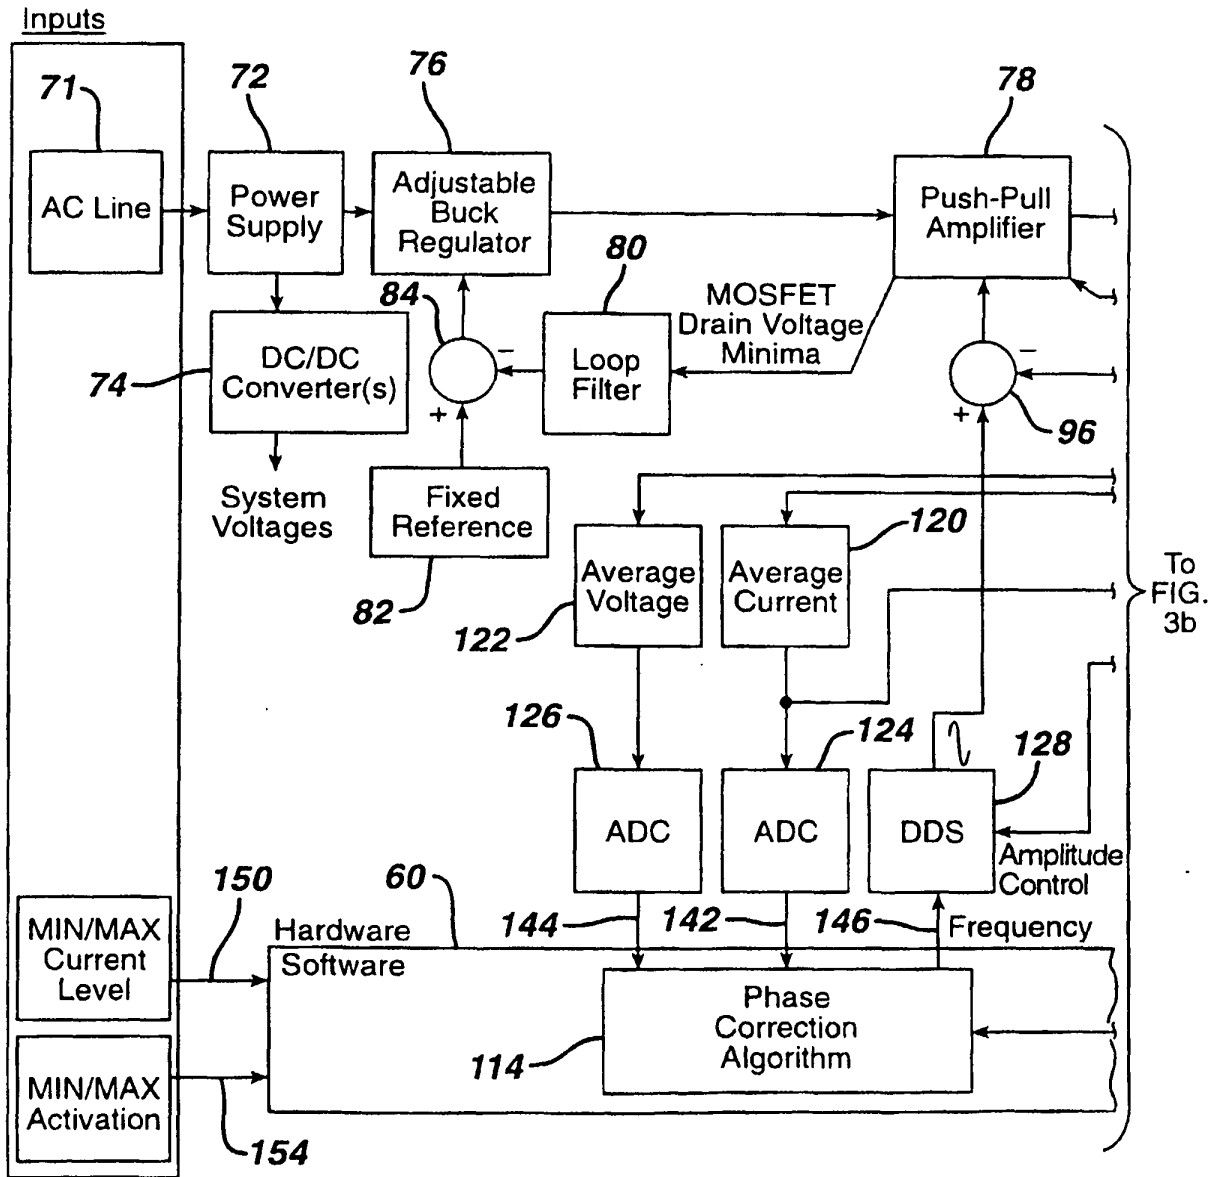 Inputs
71
72
76
78
AC Line
Power
Supply
Adjustable
Buck
Regulator
Push-Pull
Amplifier
84
80
MOSFET
Drain Voltage
Minima
74
DC/DC
Converter(s)
−
+
Loop
Filter
−
+
96
System
Voltages
Fixed
Reference
82
120
Average
Voltage
Average
Current
122
To
FIG.
3b
126
124
128
ADC
ADC
DDS
Amplitude
Control
150
60
144
142
146
Frequency
MIN/MAX
Current
Level
Hardware
Software
Phase
Correction
Algorithm
114
MIN/MAX
Activation
154